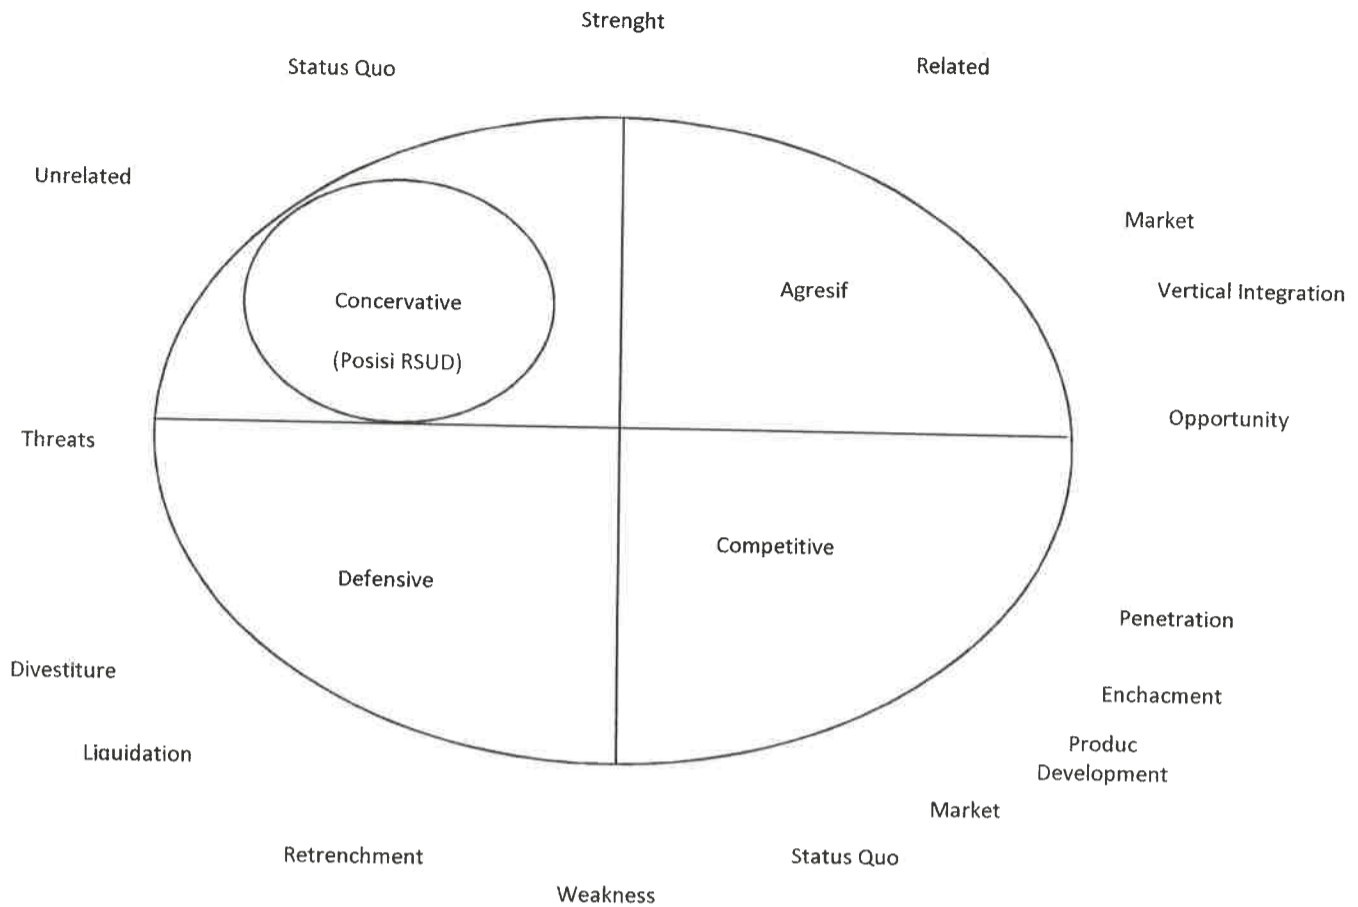 Strenght
Status Quo
Related
Unrelated
Market
Vertical Integration
Concervative
(Posisi RSUD)
Agresif
Threats
Opportunity
Defensive
Competitive
Penetration
Divestiture
Enchacment
Liquidation
Produc
Development
Market
Retrenchment
Status Quo
Weakness